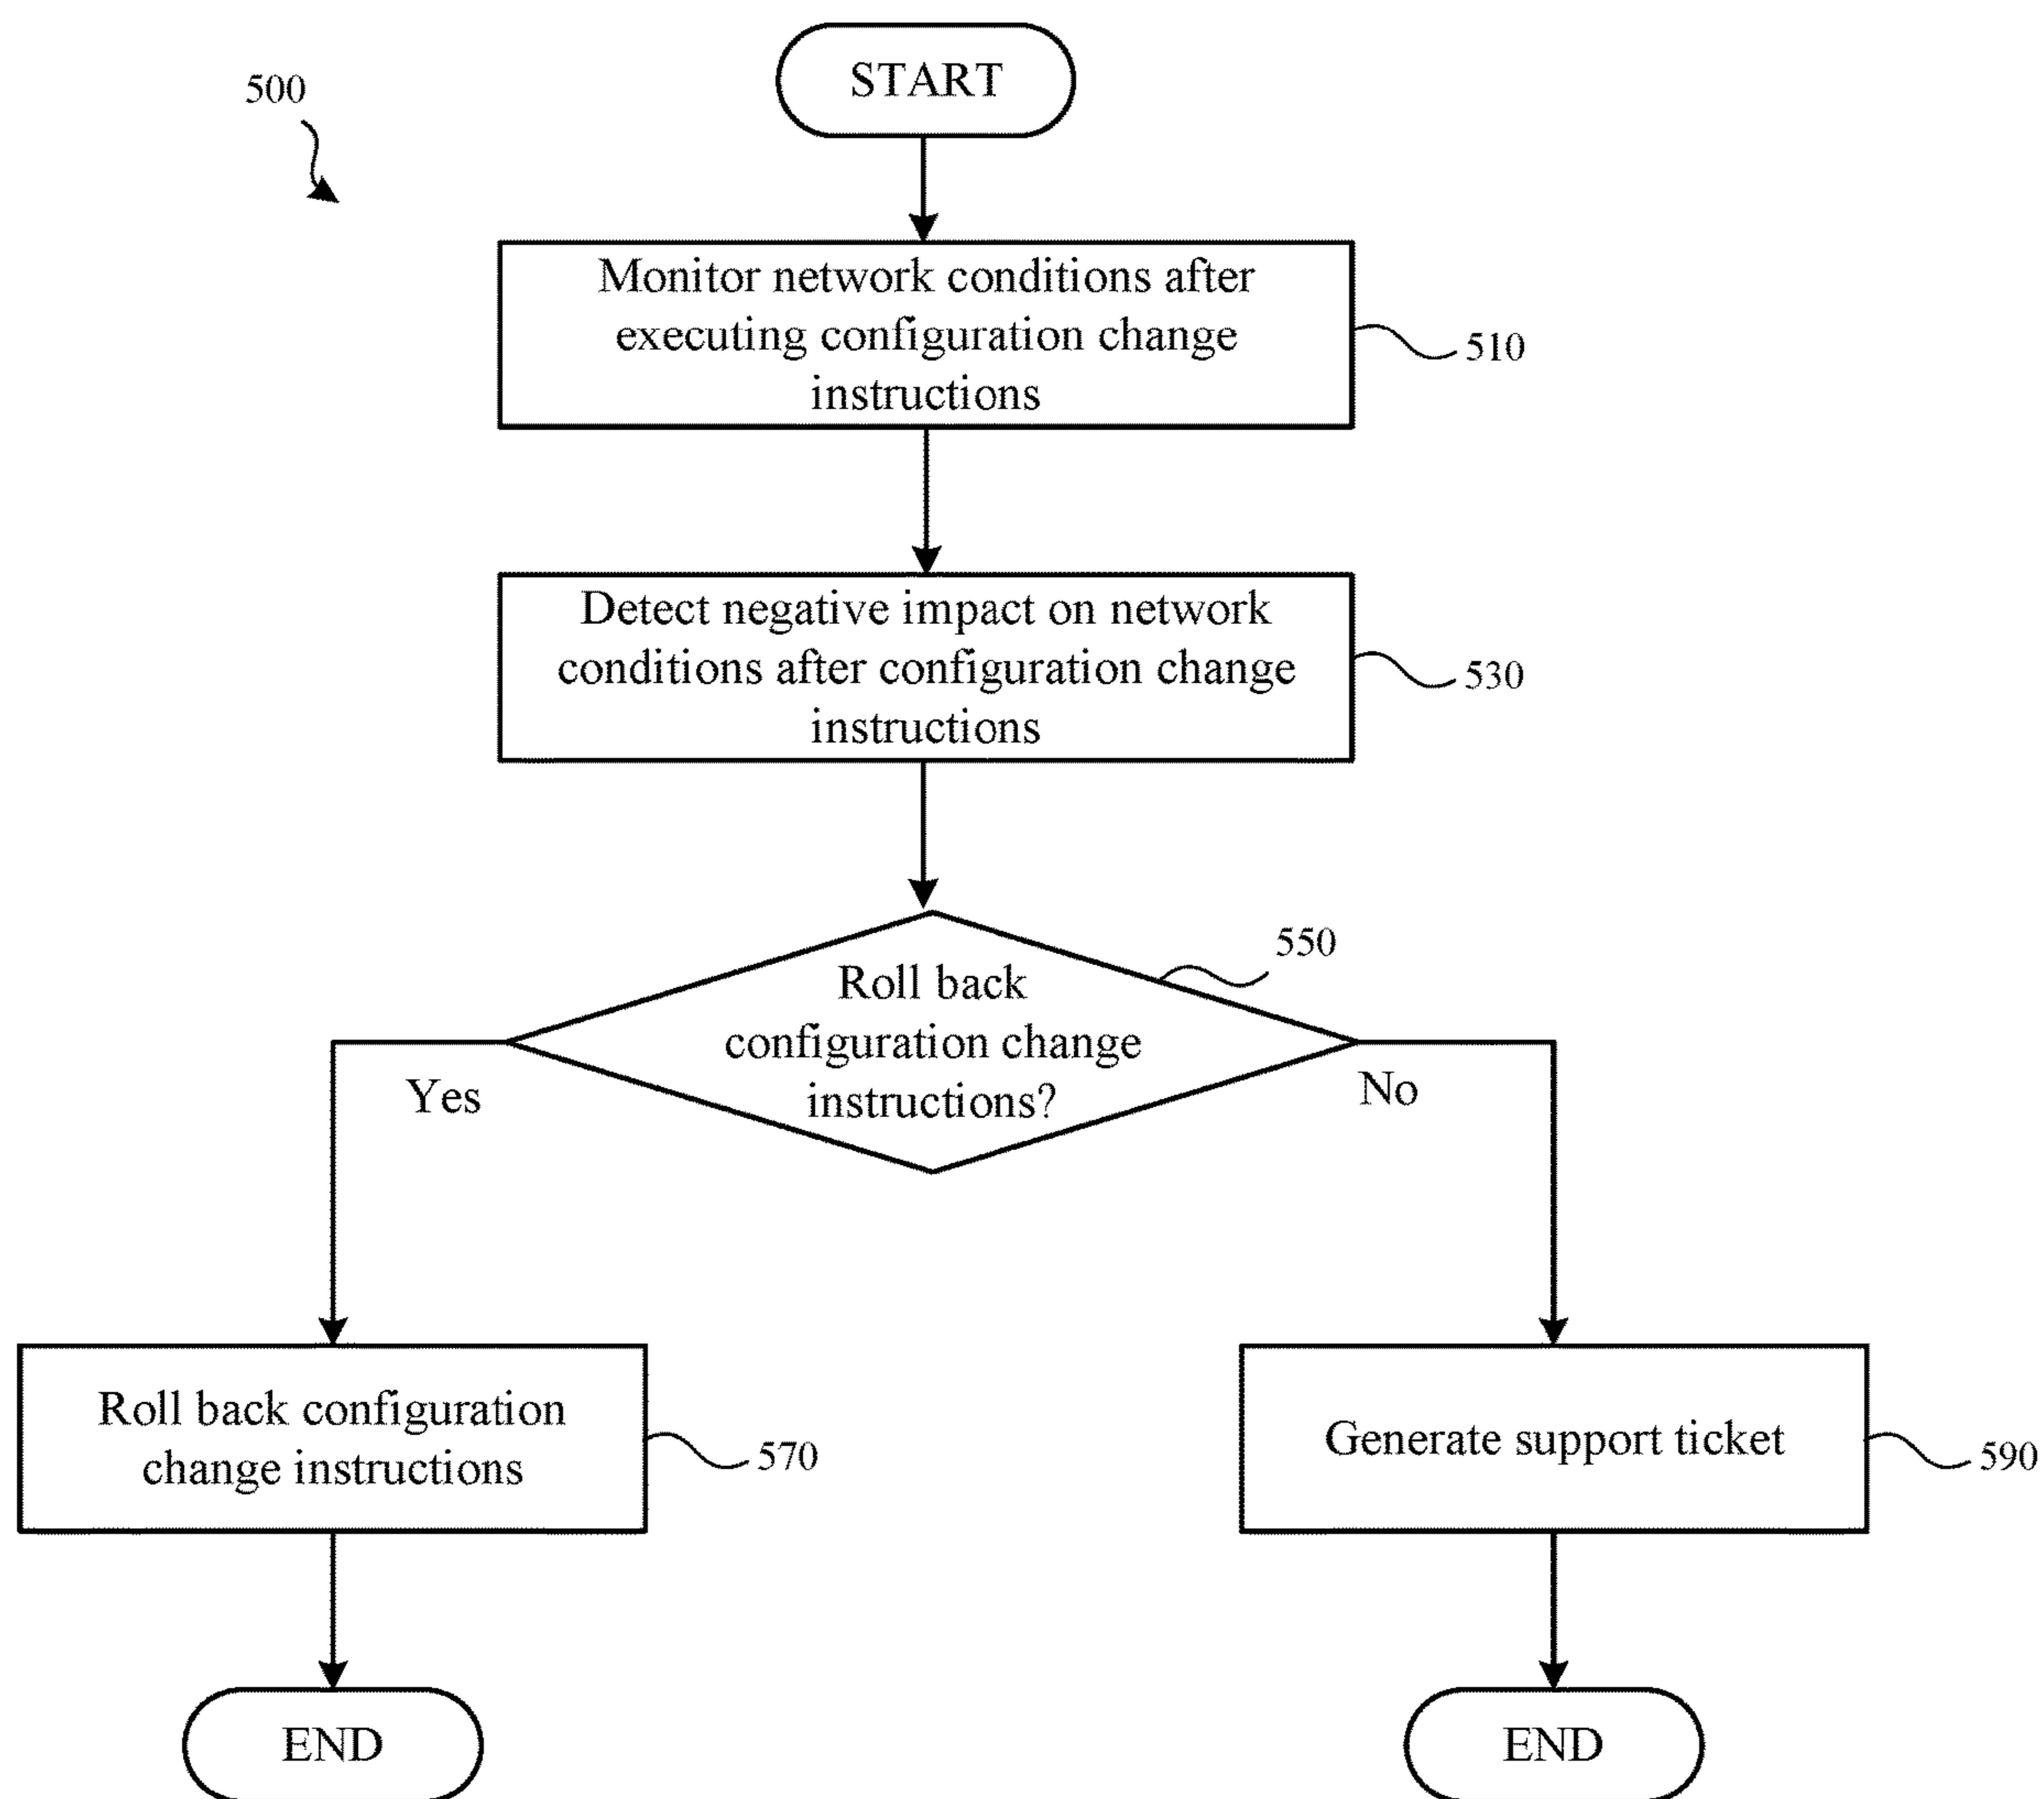 START
500
Monitor network conditions after
executing configuration change
instructions
510
Detect negative impact on network
conditions after configuration change
instructions
530
550
Roll back
configuration change
instructions?
Yes
No
Roll back configuration
change instructions
570
Generate support ticket
590
END
END